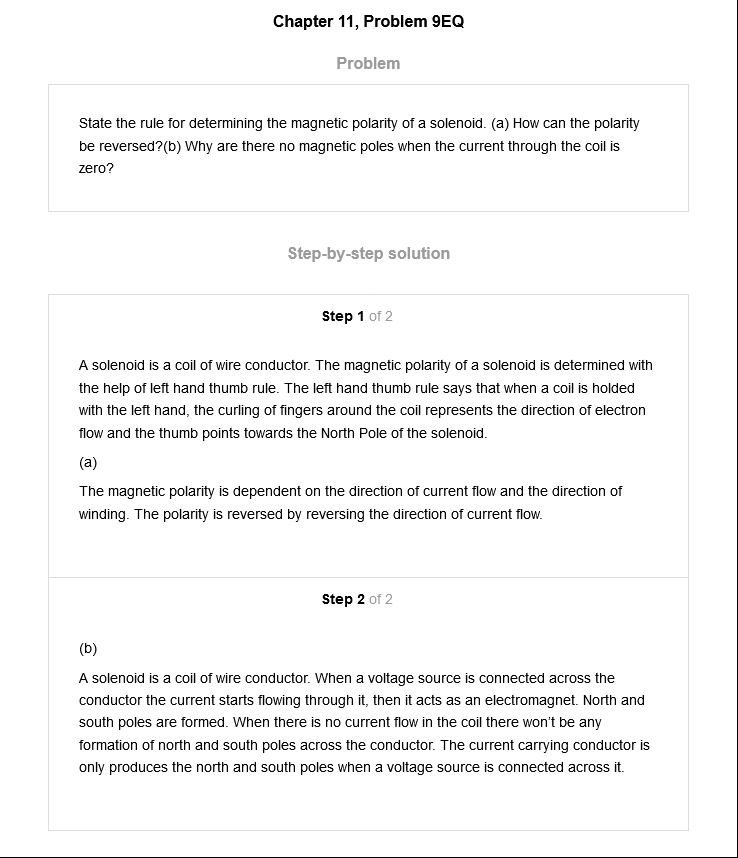 Chapter 11, Problem 9EQ
Problem
State the rule for determining the magnetic polarity of a solenoid. (a) How can the polarity
be reversed?(b) Why are there no magnetic poles when the current through the coil is
zero?
Step-by-step solution
Step 1 of 2
A solenoid is a coil of wire conductor. The magnetic polarity of a solenoid is determined with
the help of left hand thumb rule. The left hand thumb rule says that when a coil is holded
with the left hand, the curling of fingers around the coil represents the direction of electron
flow and the thumb points towards the North Pole of the solenoid.
(a)
The magnetic polarity is dependent on the direction of current flow and the direction of
winding. The polarity is reversed by reversing the direction of current flow.
Step 2 of 2
(b)
A solenoid is a coil of wire conductor. When a voltage source is connected across the
conductor the current starts flowing through it, then it acts as an electromagnet. North and
south poles are formed. When there is no current flow in the coil there won't be any
formation of north and south poles across the conductor. The current carrying conductor is
only produces the north and south poles when a voltage source is connected across it.